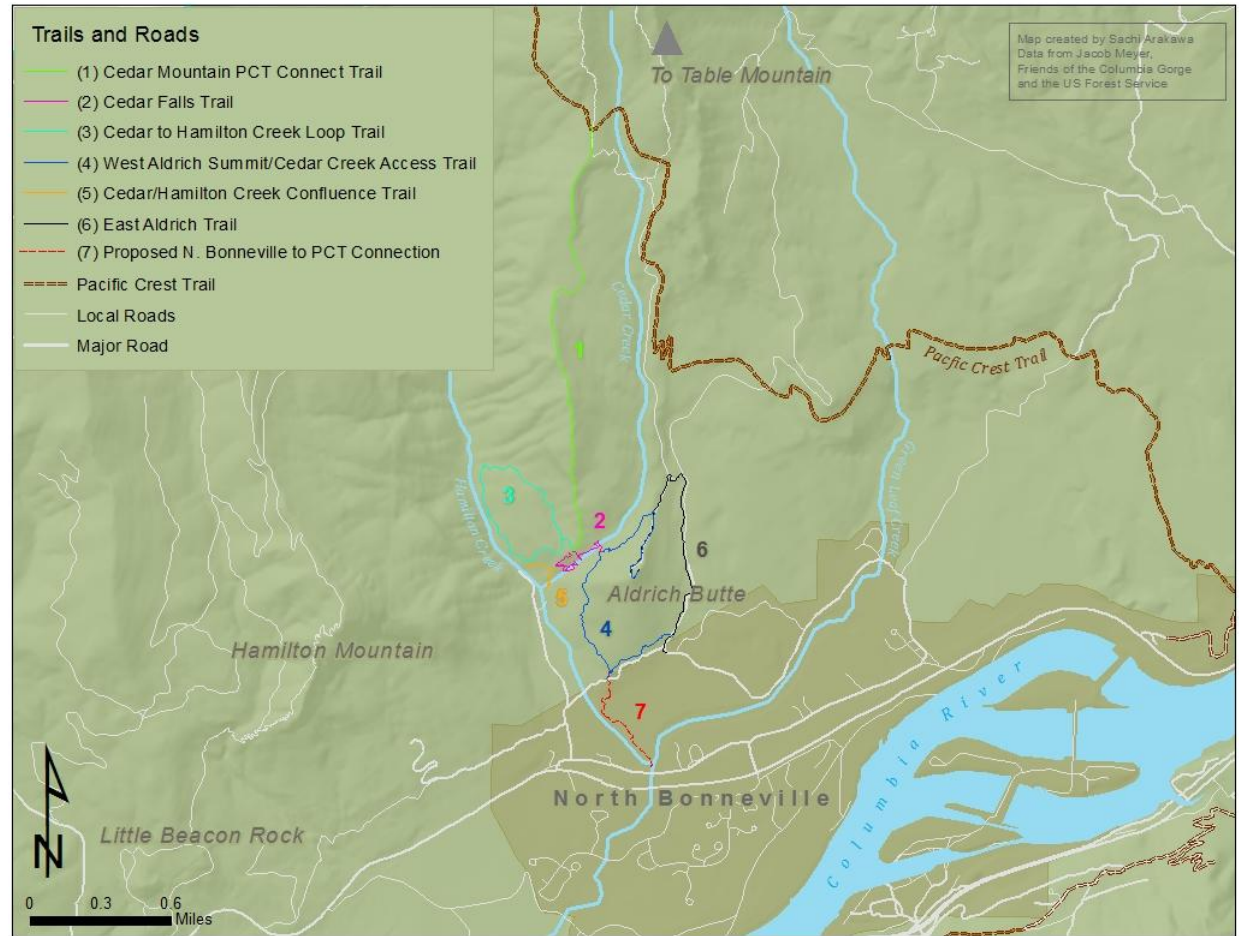 Trails and Roads
(1) Cedar Mountain PCT Connect Trail
(2) Cedar Falls Trail
(3) Cedar to Hamilton Creek Loop Trail
(4) West Aldrich Summit/Cedar Creek Access Trail
(5) Cedar/Hamilton Creek Confluence Trail
(6) East Aldrich Trail
(7) Proposed N. Bonneville to PCT Connection
Pacific Crest Trail
Local Roads
Major Road
To Table Mountain
Map created by Sachi Arakawa
Data from Jacob Meyer,
Friends of the Columbia Gorge
and the US Forest Service
Cedar Creek
1
Pacfic Crest Trail
Green Leaf Creek
Hamilton Creek
3
2
6
5
Aldrich Butte
4
Hamilton Mountain
7
Columbia River
North Bonneville
Little Beacon Rock
N
0 0.3 0.6
Miles